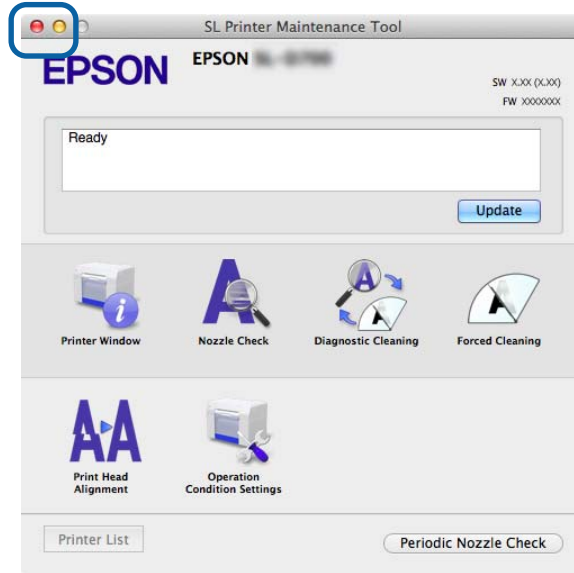 SL Printer Maintenance Tool
EPSON
EPSON
SW X.XX (X.XX)
FW XXXXXXX
Ready
Update
Printer Window
Nozzle Check
Diagnostic Cleaning
Forced Cleaning
Print Head
Alignment
Operation
Condition Settings
Printer List
Periodic Nozzle Check